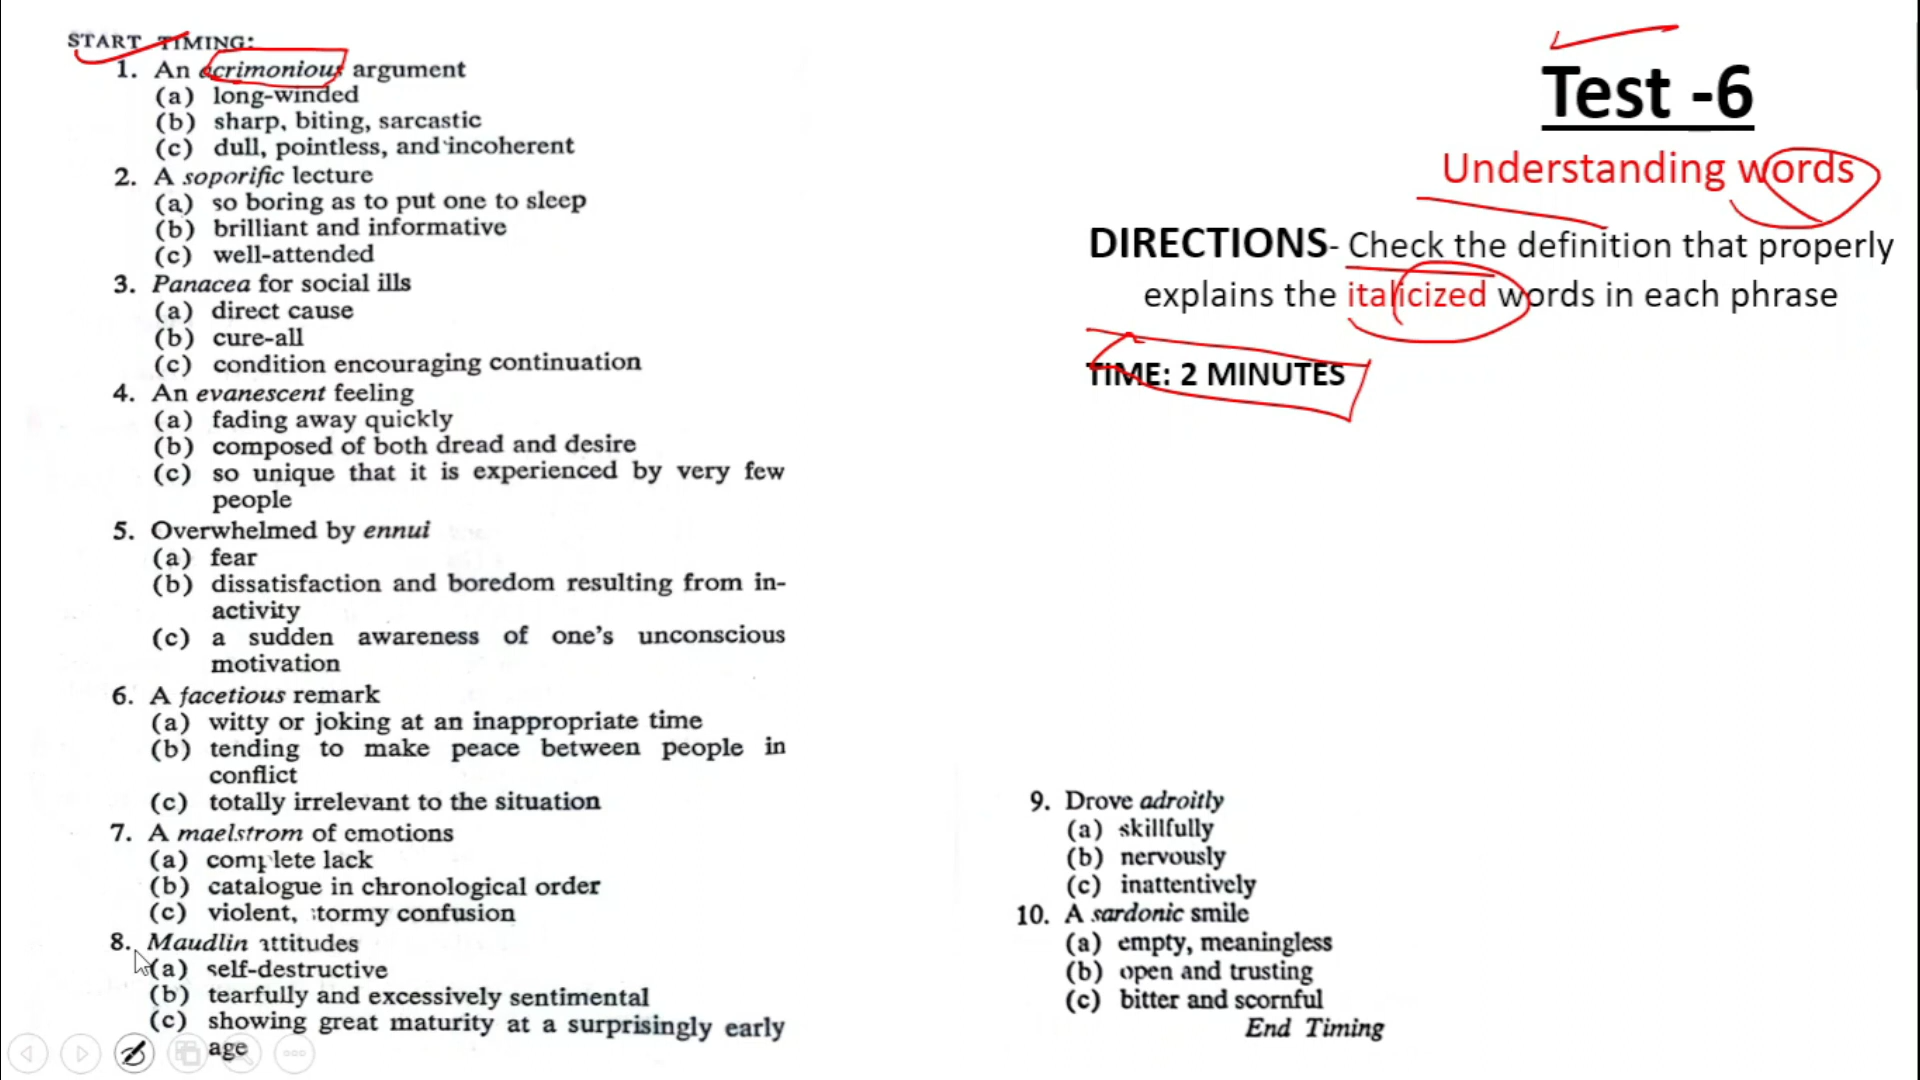 START TIMING:
1. An acrimonious argument
(a) long-winded
(b) sharp, biting, sarcastic
(c) dull, pointless, and incoherent
2. A soporific lecture
(a) so boring as to put one to sleep
(b) brilliant and informative
(c) well-attended
3. Panacea for social ills
(a) direct cause
(b) cure-all
(c) condition encouraging continuation
4. An evanescent feeling
(a) fading away quickly
(b) composed of both dread and desire
(c) so unique that it is experienced by very few
people
5. Overwhelmed by ennui
(a) fear
(b) dissatisfaction and boredom resulting from in-
activity
(c) a sudden awareness of one's unconscious
motivation
6. A facetious remark
(a) witty or joking at an inappropriate time
(b) tending to make peace between people in
conflict
(c) totally irrelevant to the situation
7. A maelstrom of emotions
(a) complete lack
(b) catalogue in chronological order
(c) violent, stormy confusion
8. Maudlin attitudes
(a) self-destructive
(b) tearfully and excessively sentimental
(c) showing great maturity at a surprisingly early
age
Test -6
Understanding words
DIRECTIONS- Check the definition that properly
explains the italicized words in each phrase
TIME: 2 MINUTES
9. Drove adroitly
(a) skillfully
(b) nervously
(c) inattentively
10. A sardonic smile
(a) empty, meaningless
(b) open and trusting
(c) bitter and scornful
End Timing